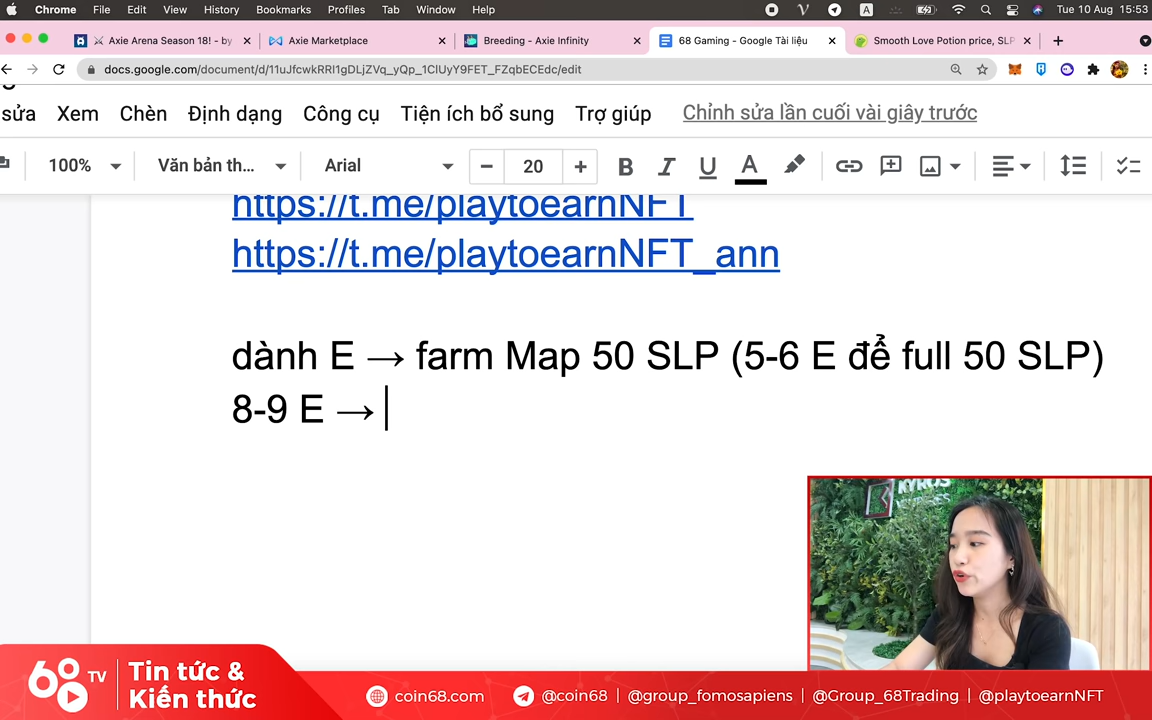 Chrome File Edit View History Bookmarks Profiles Tab Window Help
A Tue 10 Aug 15:53
Axie Arena Season 18! - by
Axie Marketplace
Breeding - Axie Infinity
68 Gaming - Google Tài liệu
Smooth Love Potion price, SLP
docs.google.com/document/d/11uJfcwkRRI1gDLjZVq_yQp_1ClUyY9FET_FZqbECEdc/edit
sửa Xem Chèn Định dạng Công cụ Tiện ích bổ sung Trợ giúp Chỉnh sửa lần cuối vài giây trước
100% Văn bản th... Arial − 20 + B I U A
https://t.me/playtoearnNFT
https://t.me/playtoearnNFT_ann
dành E → farm Map 50 SLP (5-6 E để full 50 SLP)
8-9 E →
KYROS
VENTURES
68 TV Tin tức &
Kiến thức
coin68.com @coin68 | @group_fomosapiens | @Group_68Trading | @playtoearnNFT